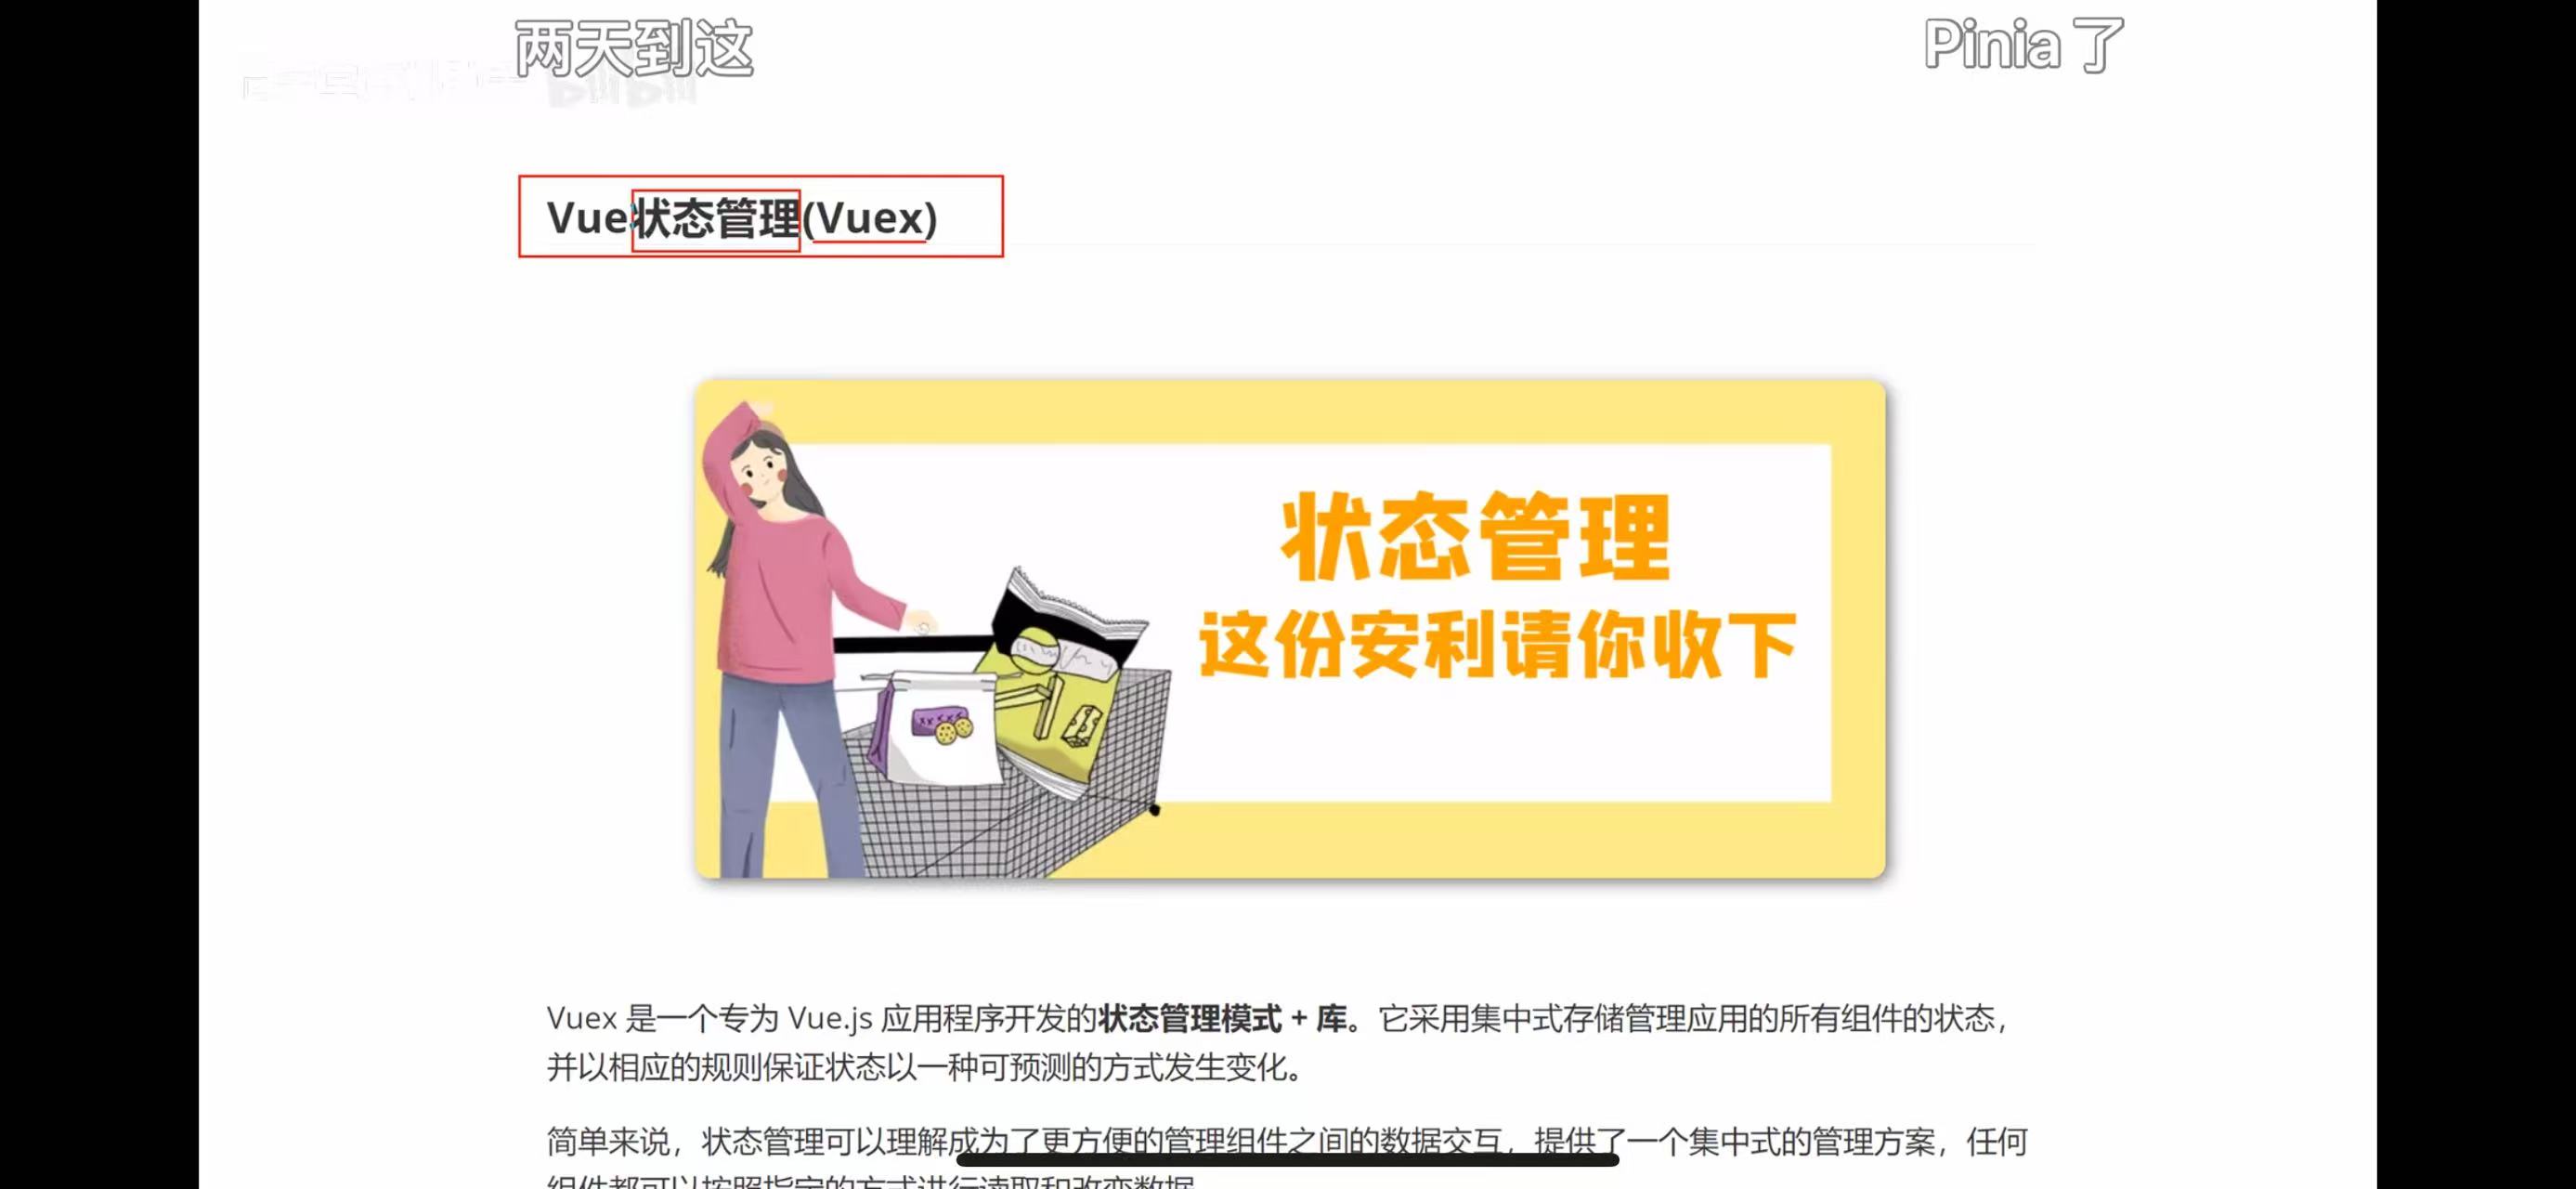 两天到这
Pinia 了
bilibili
Vue状态管理(Vuex)
状态管理
这份安利请你收下
Vuex 是一个专为 Vue.js 应用程序开发的状态管理模式 + 库。它采用集中式存储管理应用的所有组件的状态，
并以相应的规则保证状态以一种可预测的方式发生变化。
简单来说，状态管理可以理解成为了更方便的管理组件之间的数据交互，提供了一个集中式的管理方案，任何
组件都可以按照指定的方式进行读取和改变数据